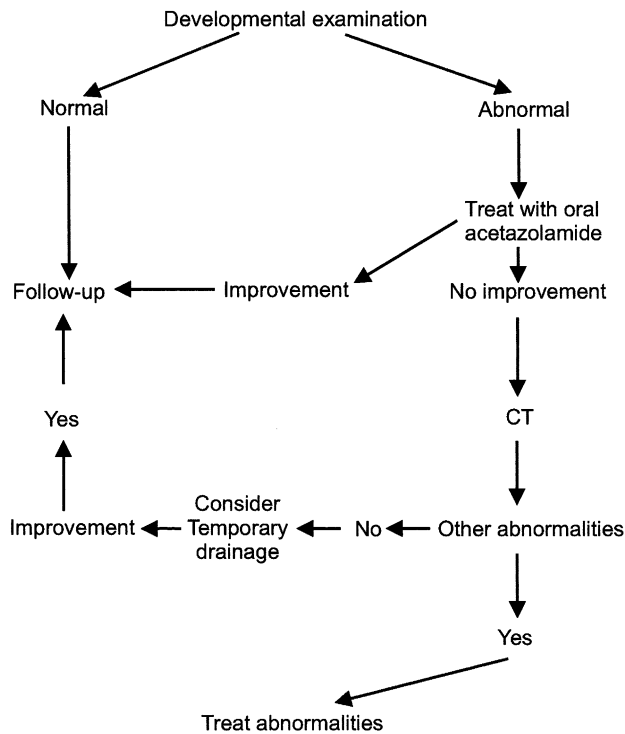 Developmental examination
Normal
Abnormal
Treat with oral
acetazolamide
Follow-up
Improvement
No improvement
Yes
CT
Improvement
Consider
Temporary
drainage
No
Other abnormalities
Yes
Treat abnormalities